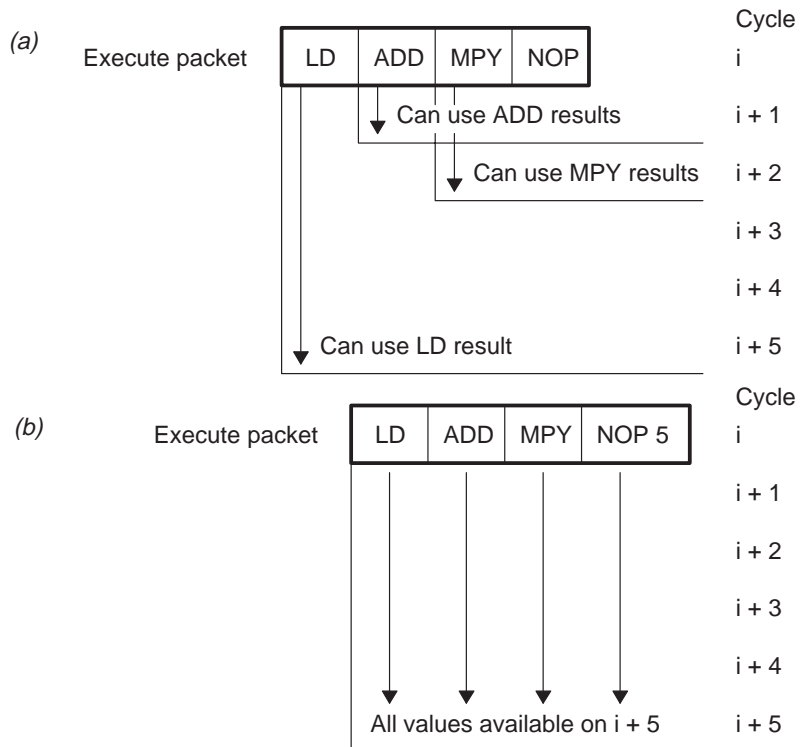 Cycle
(a) Execute packet LD ADD MPY NOP i
Can use ADD results i + 1
Can use MPY results i + 2
i + 3
i + 4
Can use LD result i + 5
Cycle
(b) Execute packet LD ADD MPY NOP 5 i
i + 1
i + 2
i + 3
i + 4
All values available on i + 5 i + 5